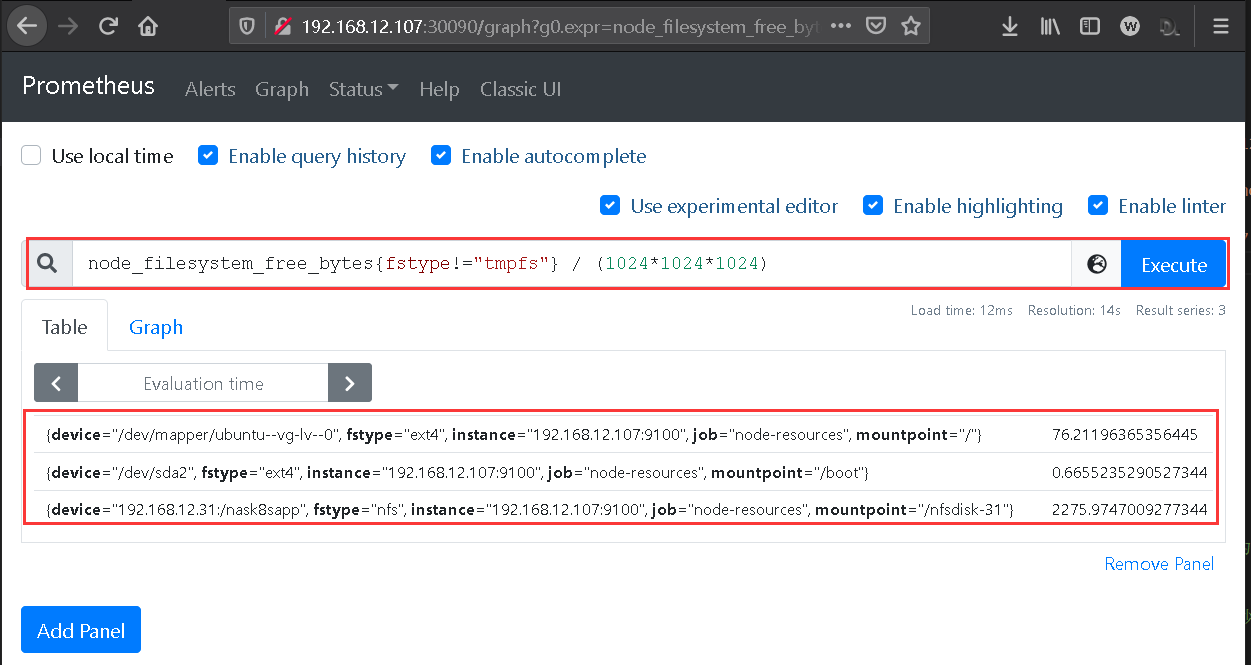 192.168.12.107:30090/graph?g0.expr=node_filesystem_free_byt
Prometheus Alerts Graph Status Help Classic UI
Use local time Enable query history Enable autocomplete
Use experimental editor Enable highlighting Enable linter
node_filesystem_free_bytes{fstype!="tmpfs"} / (1024*1024*1024) Execute
Load time: 12ms Resolution: 14s Result series: 3
Table Graph
Evaluation time
{device="/dev/mapper/ubuntu--vg-lv--0", fstype="ext4", instance="192.168.12.107:9100", job="node-resources", mountpoint="/"} 76.21196365356445
{device="/dev/sda2", fstype="ext4", instance="192.168.12.107:9100", job="node-resources", mountpoint="/boot"} 0.6655235290527344
{device="192.168.12.31:/nask8sapp", fstype="nfs", instance="192.168.12.107:9100", job="node-resources", mountpoint="/nfsdisk-31"} 2275.9747009277344
Remove Panel
Add Panel